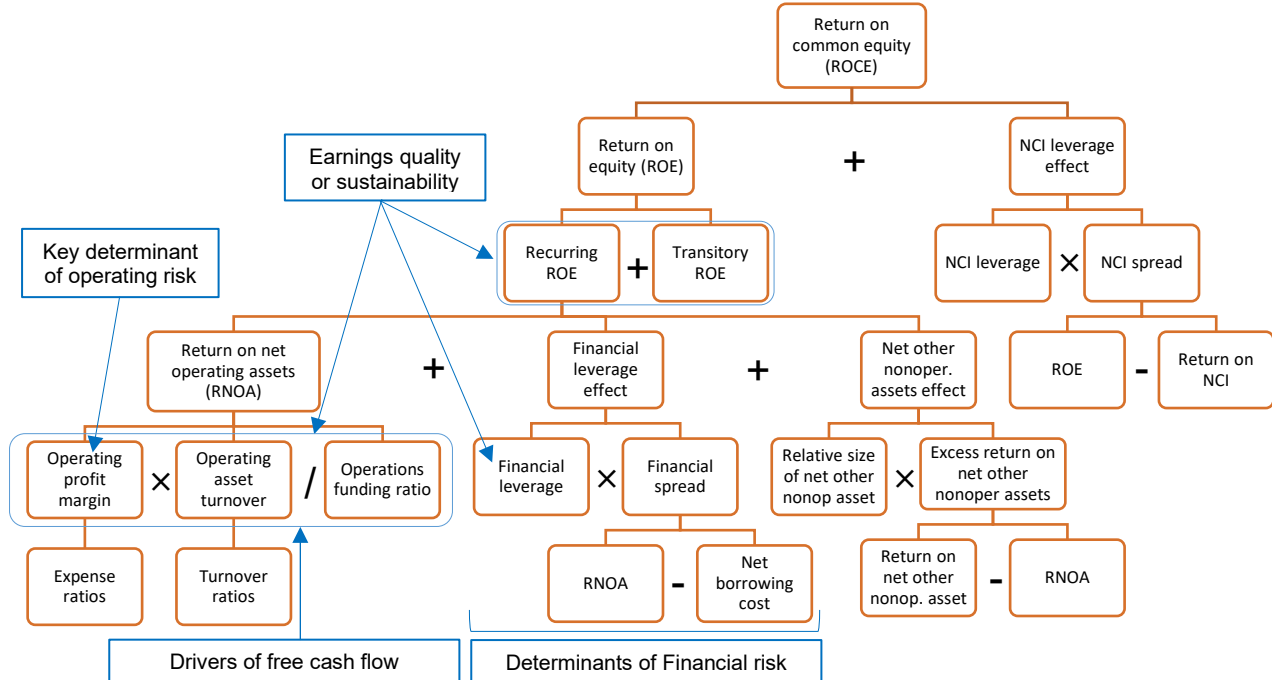 Return on
common equity
(ROCE)
Earnings quality
or sustainability
Return on
equity (ROE)
+
NCI leverage
effect
Key determinant
of operating risk
Recurring
ROE
+
Transitory
ROE
NCI leverage
×
NCI spread
Return on net
operating assets
(RNOA)
+
Financial
leverage
effect
+
Net other
nonoper.
assets effect
ROE
-
Return on
NCI
Operating
profit
margin
×
Operating
asset
turnover
/
Operations
funding ratio
Financial
leverage
×
Financial
spread
Relative size
of net other
nonop asset
×
Excess return on
net other
nonoper assets
Expense
ratios
Turnover
ratios
RNOA
-
Net
borrowing
cost
Return on
net other
nonop. asset
-
RNOA
Drivers of free cash flow
Determinants of Financial risk